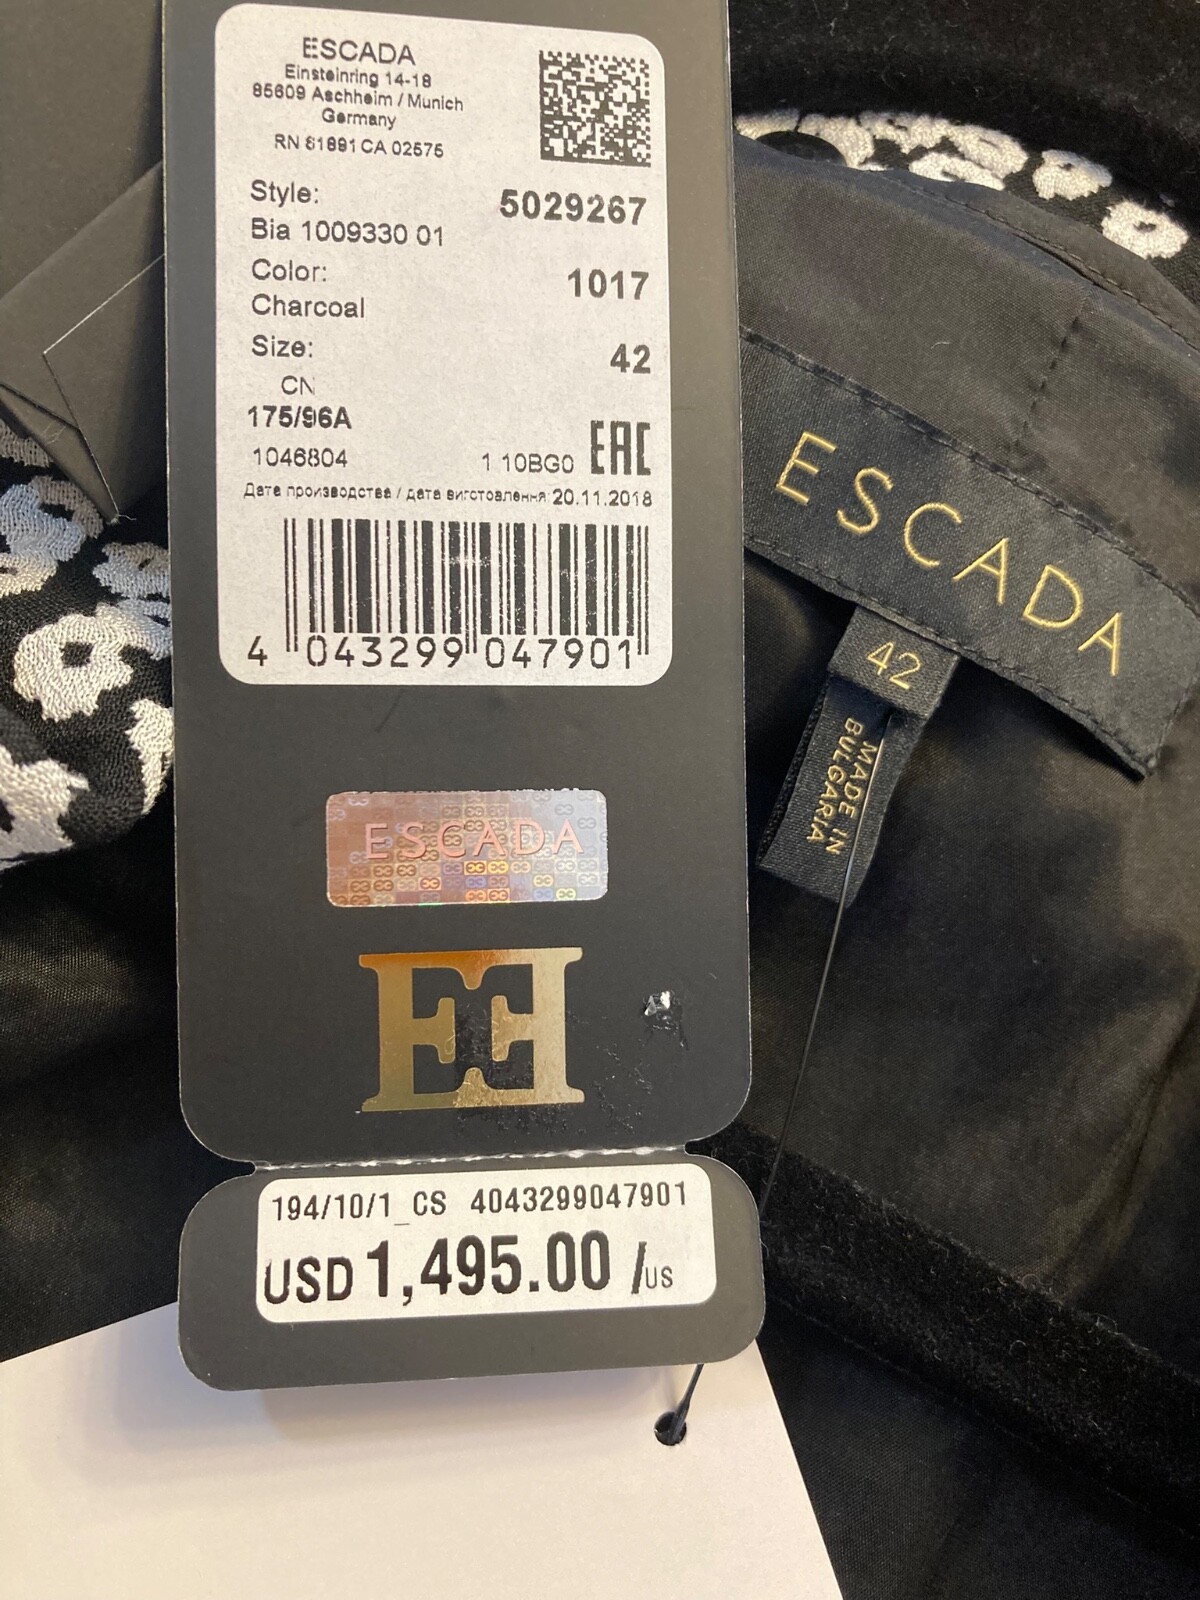 ESCADA
Einsteinring 14-18
85609 Aschheim / Munich
Germany
RN 61891 CA 02575
Style: 5029267
Bia 1009330 01
Color: 1017
Charcoal
Size: 42
CN
175/96A
1046804 1 10BG0 EAC
Дата производства / дата виготовлення: 20.11.2018
4 043299 047901
ESCADA
194/10/1_CS 4043299047901
USD 1,495.00 /US
ESCADA
42
MADE IN
BULGARIA